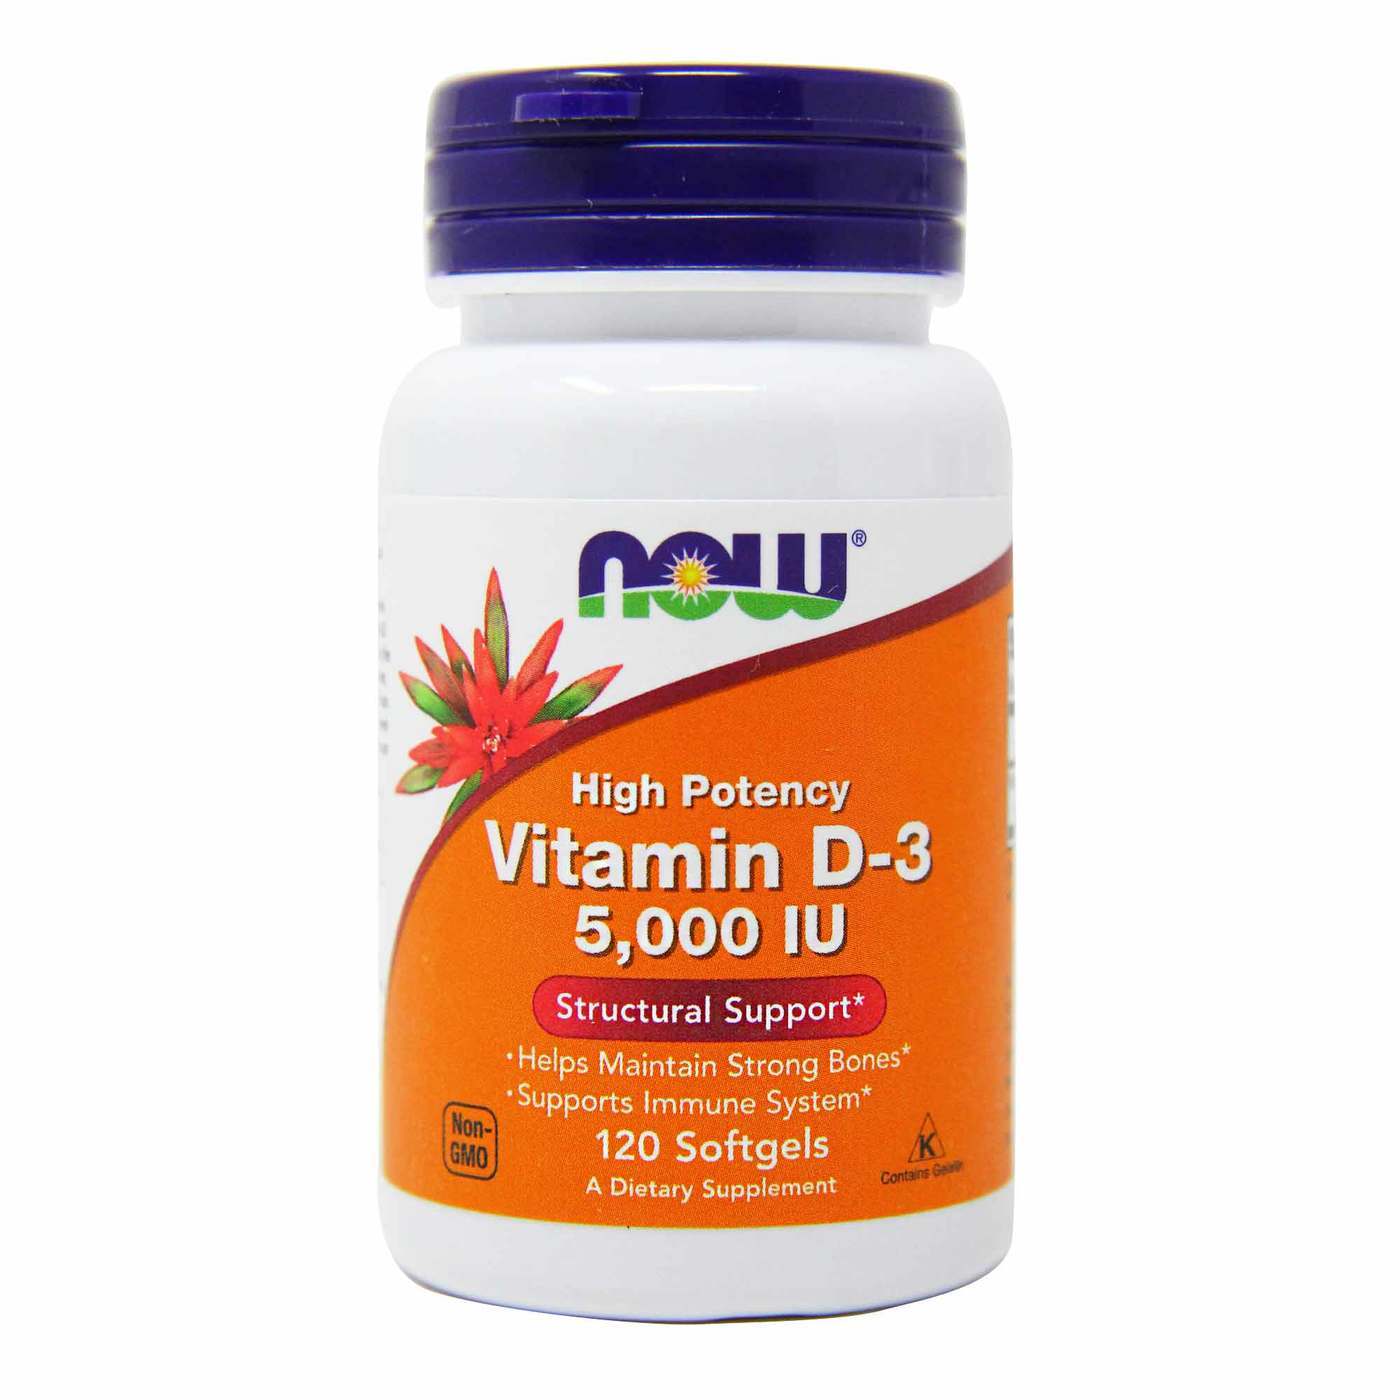 NOW®
High Potency
Vitamin D-3
5,000 IU
Structural Support*
•Helps Maintain Strong Bones*
•Supports Immune System*
120 Softgels
A Dietary Supplement
Non-
GMO
K
Contains Gelatin